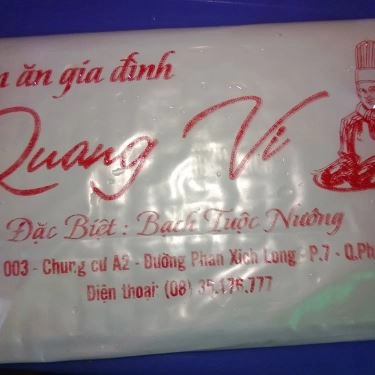 ăn gia đình
Quang Vi
Đặc Biệt : Bạch Tuộc Nướng
003 - Chung cư A2 - Đường Phan Xích Long - P.7 - Q.Ph
Điện thoại: (08) 35.176.777